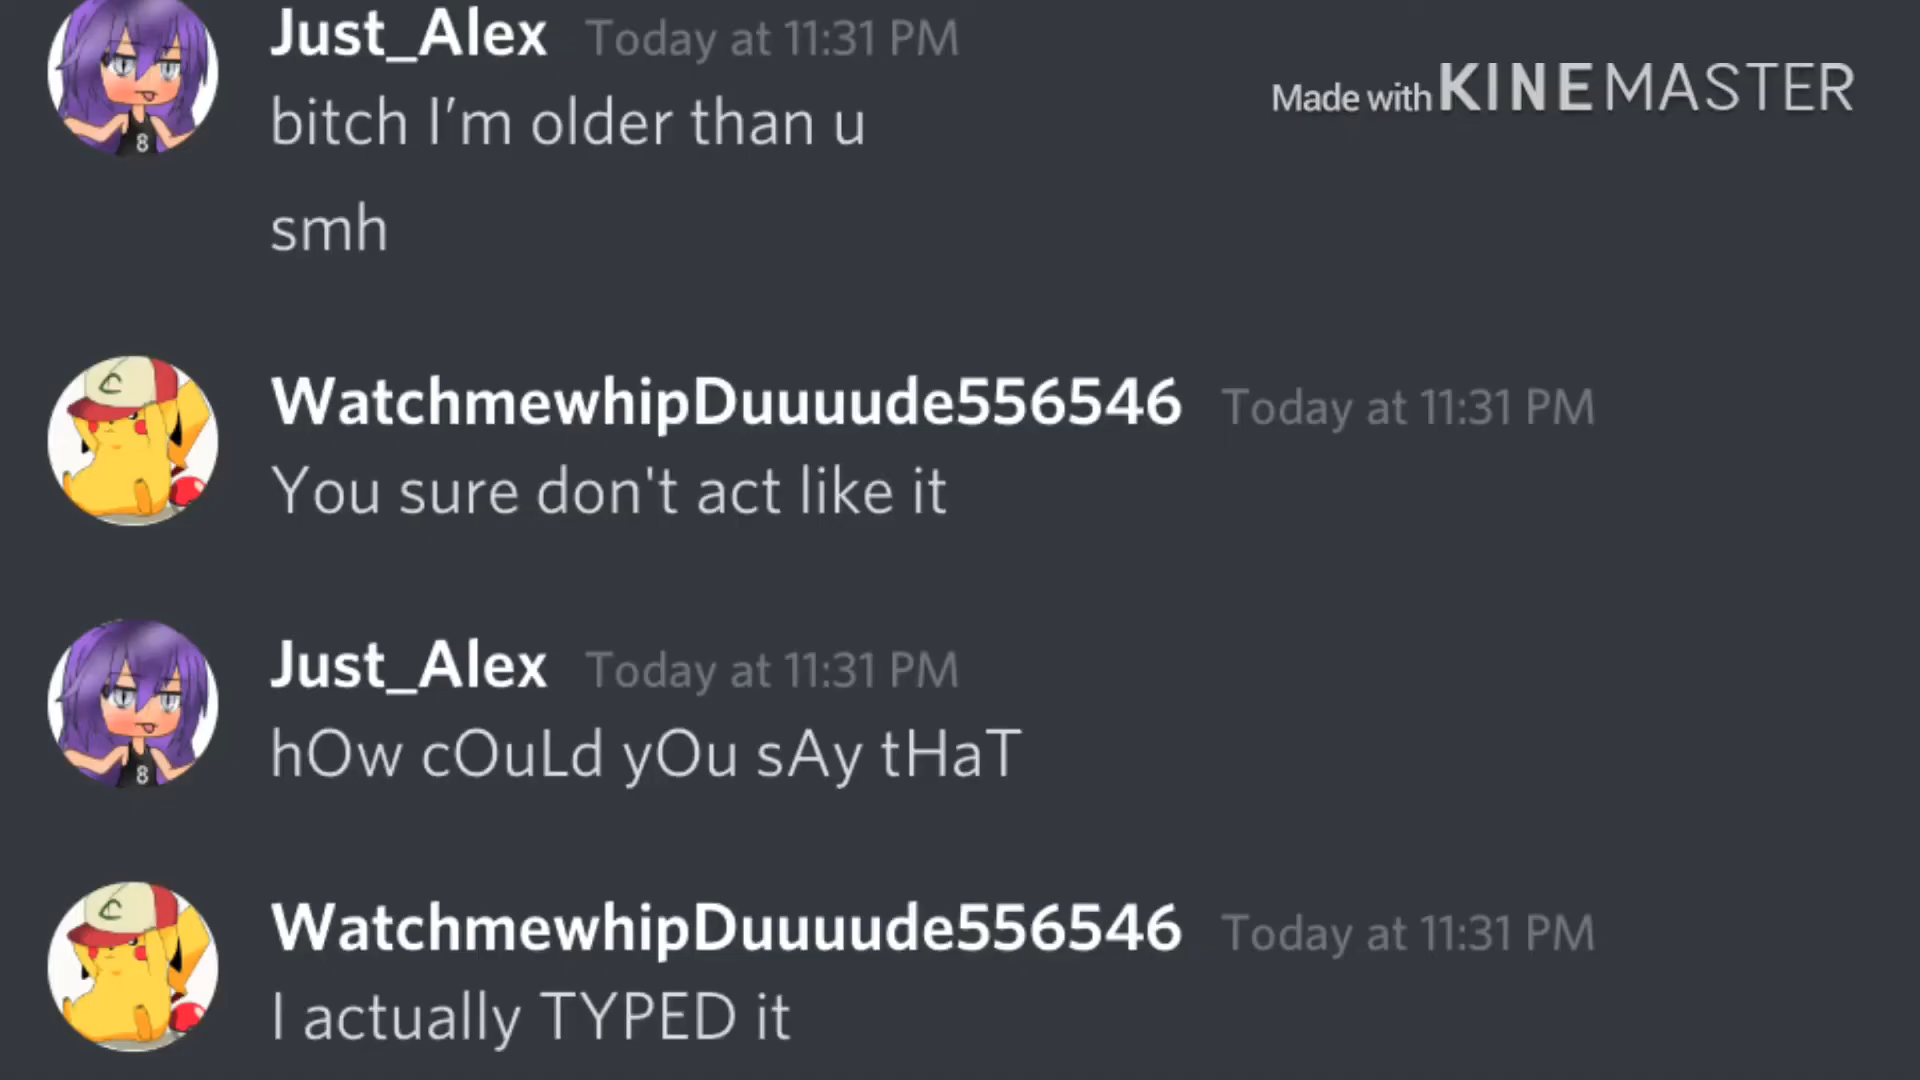 Just_Alex Today at 11:31 PM
Made with KINEMASTER
bitch I’m older than u
smh
C
8
WatchmewhipDuuuude556546 Today at 11:31 PM
You sure don't act like it
Just_Alex Today at 11:31 PM
8
hOw cOuLd yOu sAy tHaT
C
WatchmewhipDuuuude556546 Today at 11:31 PM
I actually TYPED it